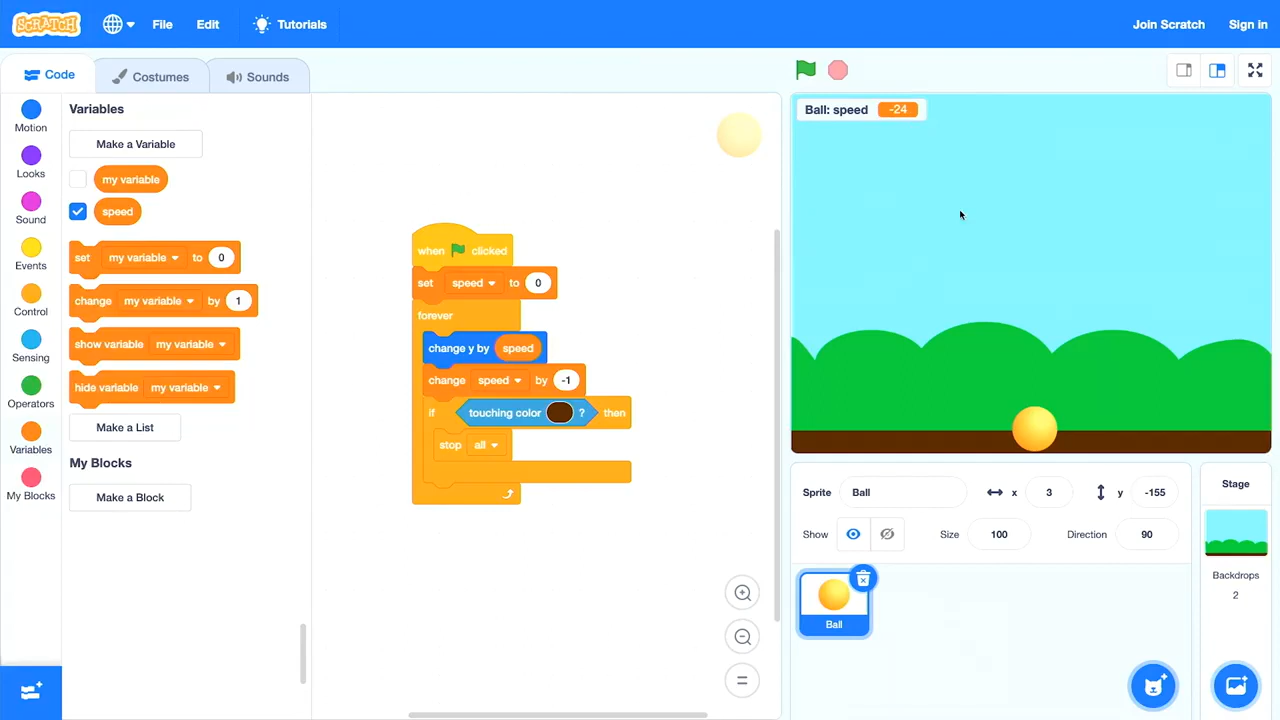 SCRATCH
File
Edit
Tutorials
Join Scratch
Sign in
Code
Costumes
Sounds
Motion
Looks
Sound
Events
Control
Sensing
Operators
Variables
My Blocks
Variables
Make a Variable
my variable
speed
set my variable to 0
change my variable by 1
show variable my variable
hide variable my variable
Make a List
My Blocks
Make a Block
when clicked
set speed to 0
forever
change y by speed
change speed by -1
if touching color ? then
stop all
Ball: speed -24
Sprite Ball x 3 y -155
Show Size 100 Direction 90
Ball
Stage
Backdrops
2